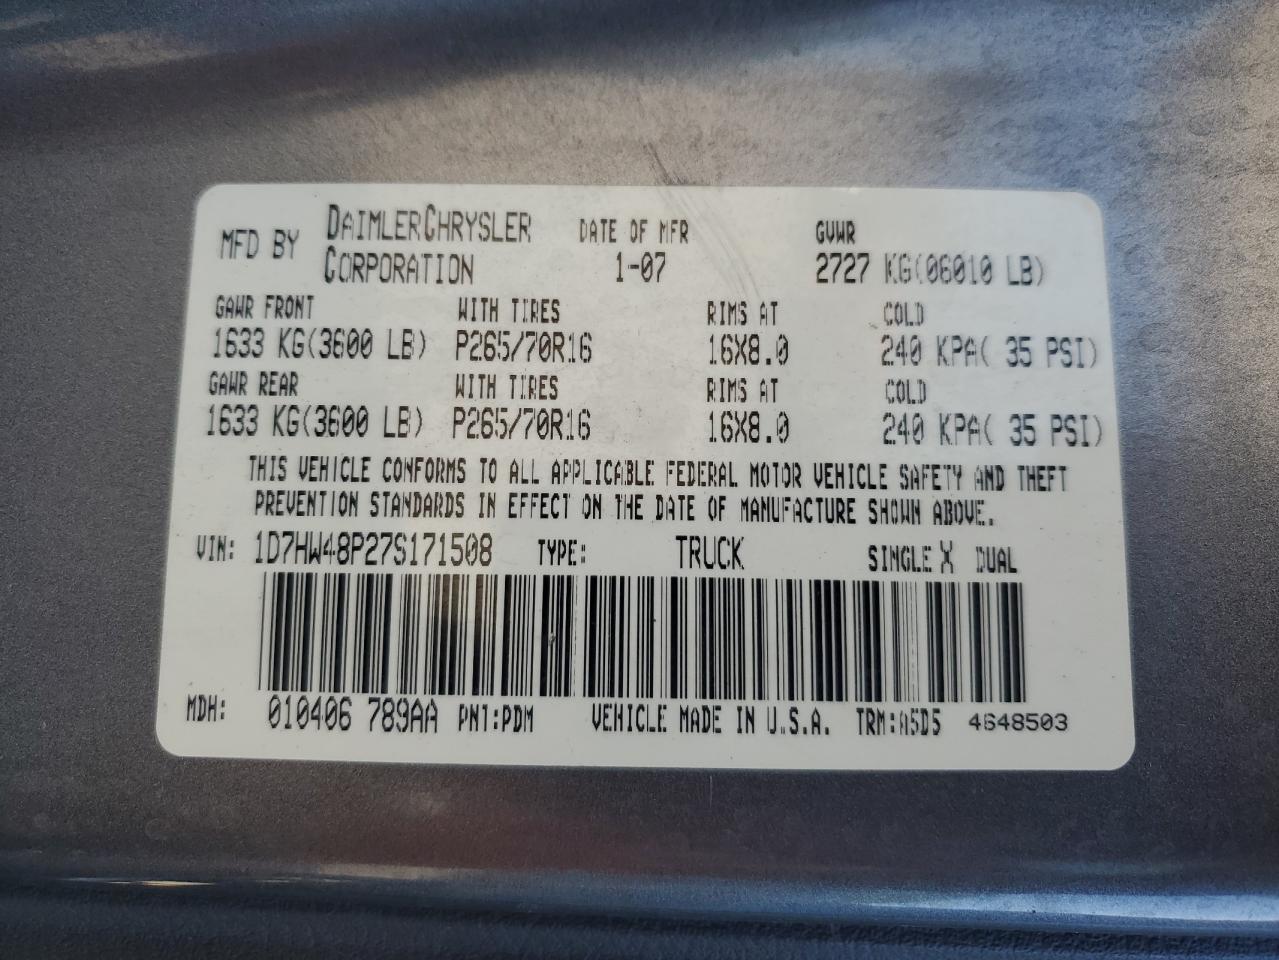 MFD BY DAIMLERCHRYSLER CORPORATION DATE OF MFR 1-07 GVWR 2727 KG(06010 LB)
GAWR FRONT WITH TIRES RIMS AT COLD
1633 KG(3600 LB) P265/70R16 16X8.0 240 KPA( 35 PSI)
GAWR REAR WITH TIRES RIMS AT COLD
1633 KG(3600 LB) P265/70R16 16X8.0 240 KPA( 35 PSI)
THIS VEHICLE CONFORMS TO ALL APPLICABLE FEDERAL MOTOR VEHICLE SAFETY AND THEFT
PREVENTION STANDARDS IN EFFECT ON THE DATE OF MANUFACTURE SHOWN ABOVE.
VIN: 1D7HW48P27S171508 TYPE: TRUCK SINGLE X DUAL
MDH: 010406 789AA PNT:PDM VEHICLE MADE IN U.S.A. TRM:A5D5 4648503